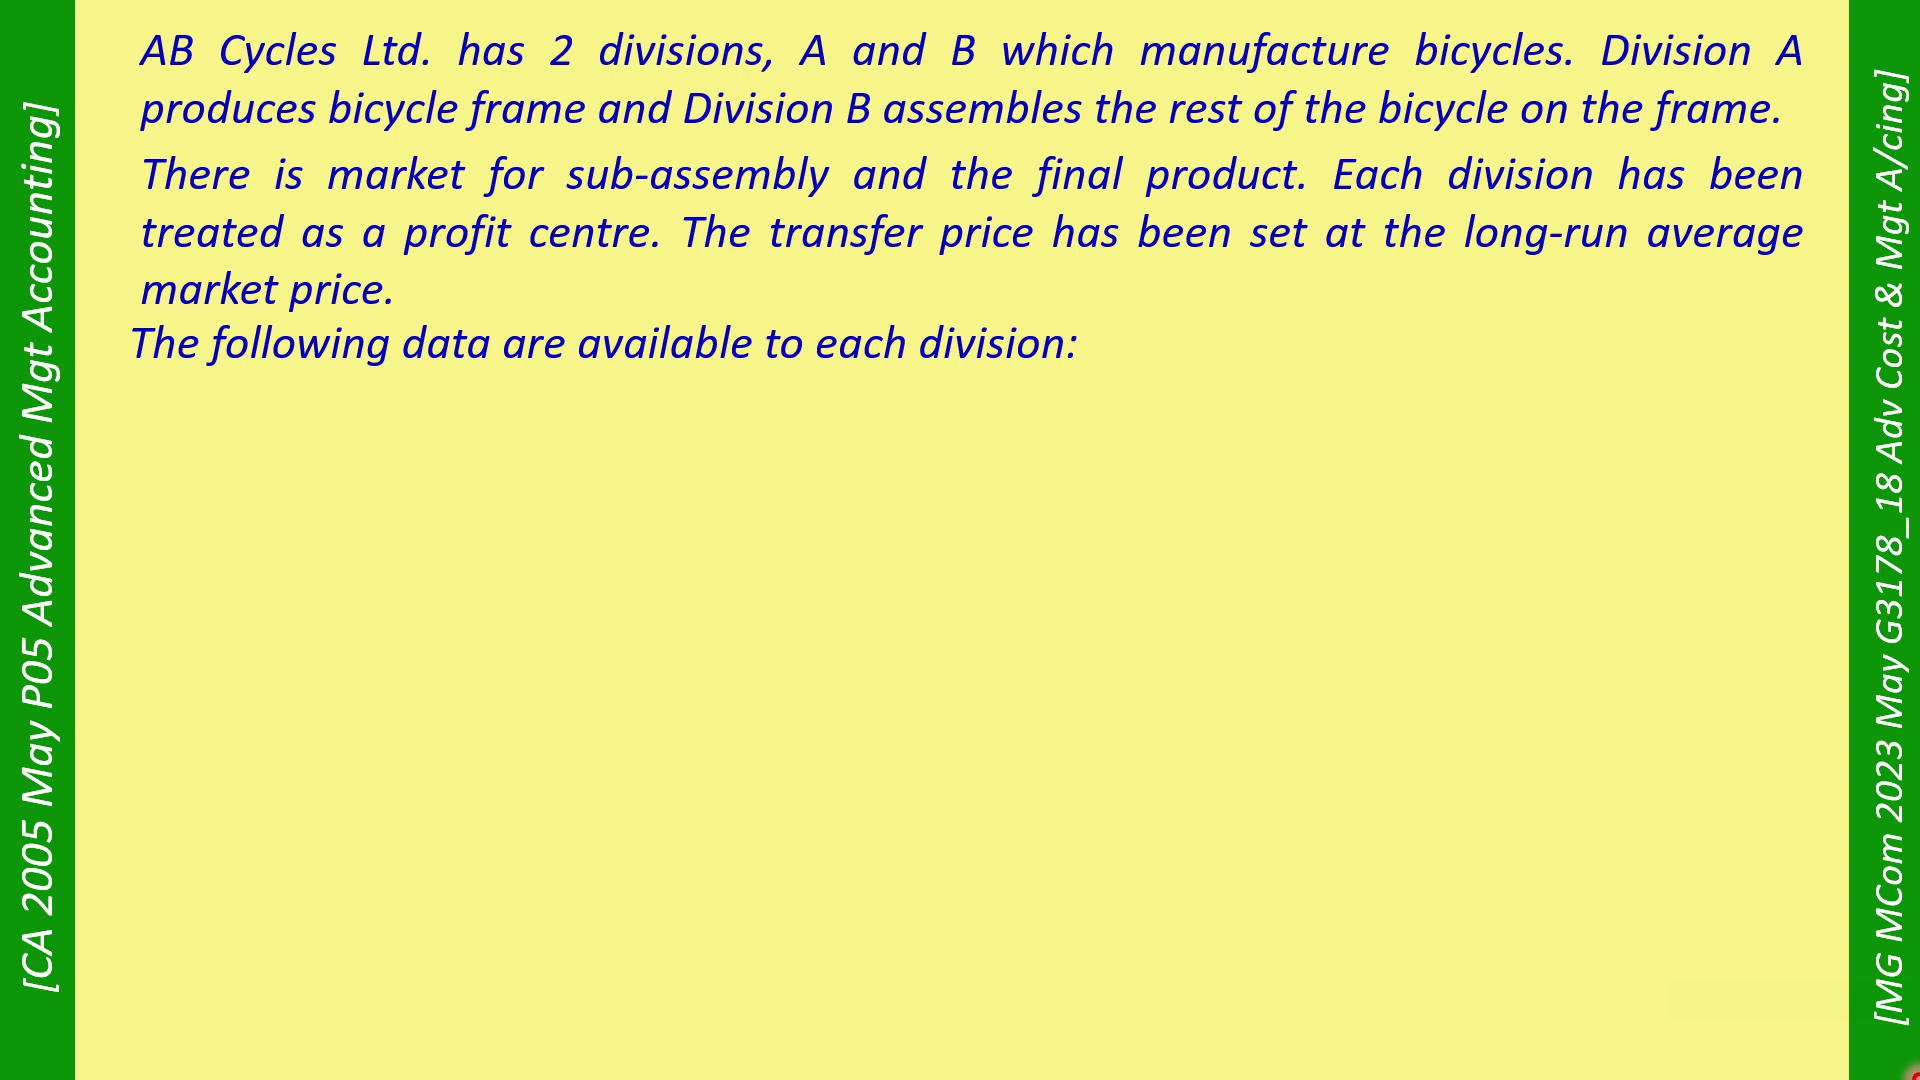 [CA 2005 May P05 Advanced Mgt Accounting]
AB Cycles Ltd. has 2 divisions, A and B which manufacture bicycles. Division A
produces bicycle frame and Division B assembles the rest of the bicycle on the frame.
There is market for sub-assembly and the final product. Each division has been
treated as a profit centre. The transfer price has been set at the long-run average
market price.
The following data are available to each division:
[MG MCom 2023 May G3178_18 Adv Cost & Mgt A/cing]